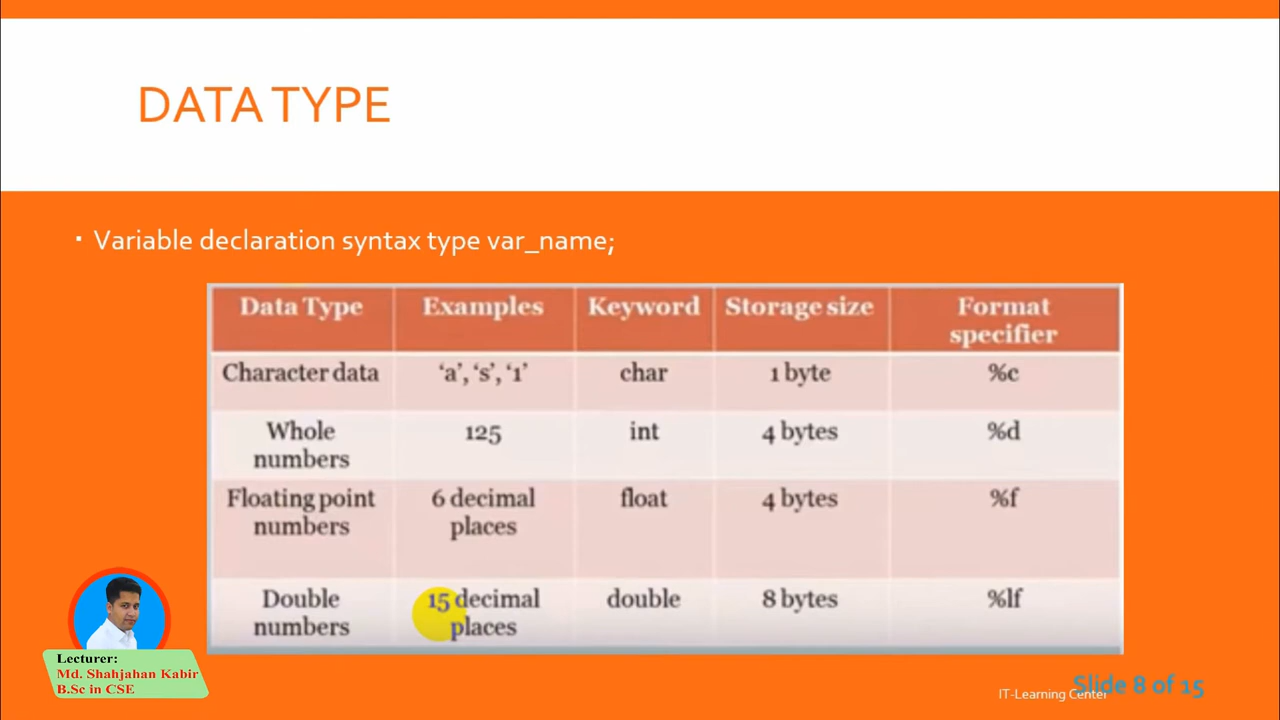 DATA TYPE
▪ Variable declaration syntax type var_name;
Data Type Examples Keyword Storage size Format
specifier
Character data ‘a’, ‘s’, ‘1’ char 1 byte %c
Whole
numbers 125 int 4 bytes %d
Floating point
numbers 6 decimal
places float 4 bytes %f
Double
numbers 15 decimal
places double 8 bytes %lf
Lecturer:
Md. Shahjahan Kabir
B.Sc in CSE
IT-Learning Center
Slide 8 of 15